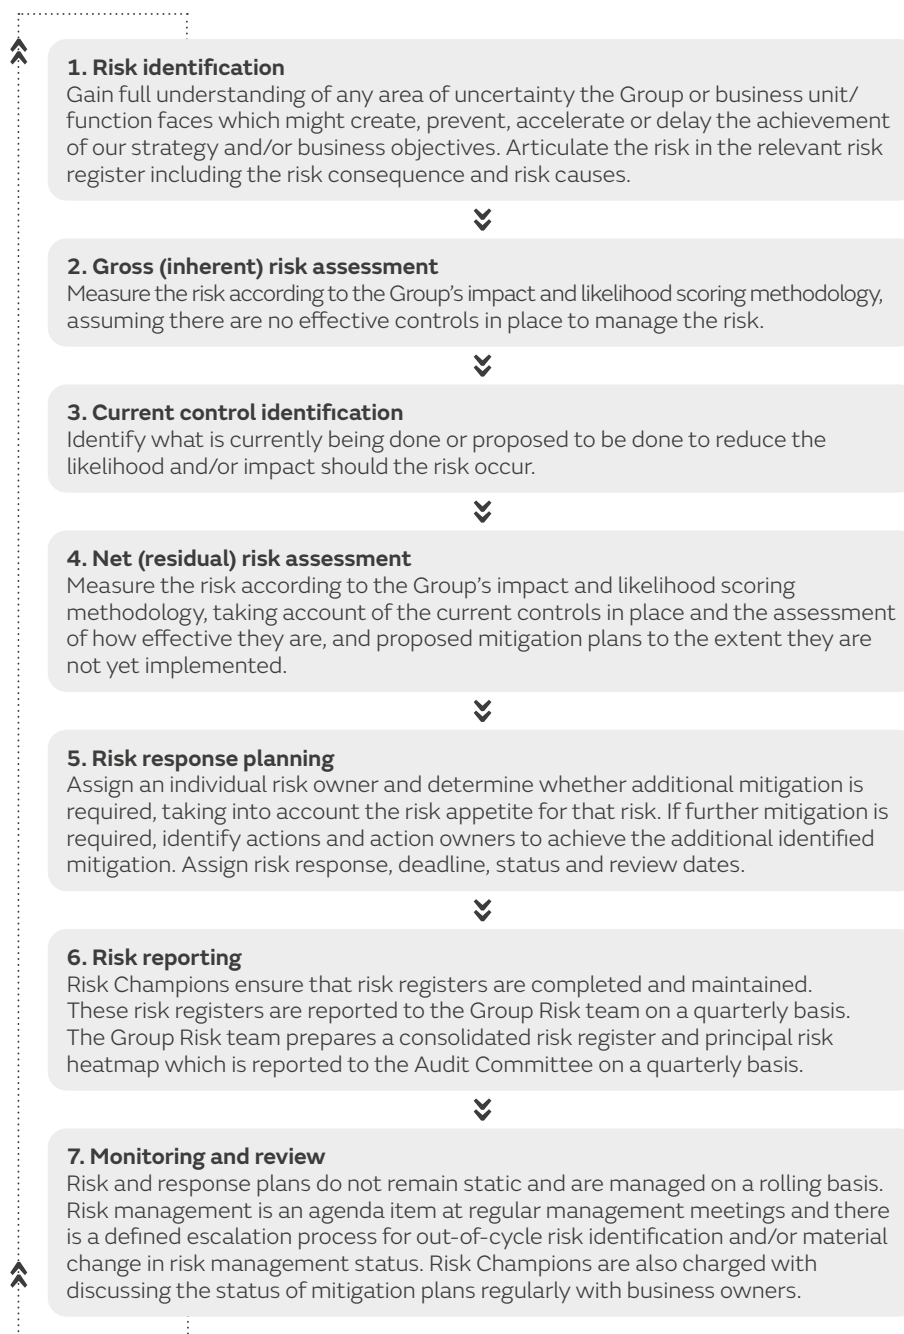 1. Risk identification
Gain full understanding of any area of uncertainty the Group or business unit/
function faces which might create, prevent, accelerate or delay the achievement
of our strategy and/or business objectives. Articulate the risk in the relevant risk
register including the risk consequence and risk causes.
2. Gross (inherent) risk assessment
Measure the risk according to the Group's impact and likelihood scoring methodology,
assuming there are no effective controls in place to manage the risk.
3. Current control identification
Identify what is currently being done or proposed to be done to reduce the
likelihood and/or impact should the risk occur.
4. Net (residual) risk assessment
Measure the risk according to the Group's impact and likelihood scoring
methodology, taking account of the current controls in place and the assessment
of how effective they are, and proposed mitigation plans to the extent they are
not yet implemented.
5. Risk response planning
Assign an individual risk owner and determine whether additional mitigation is
required, taking into account the risk appetite for that risk. If further mitigation is
required, identify actions and action owners to achieve the additional identified
mitigation. Assign risk response, deadline, status and review dates.
6. Risk reporting
Risk Champions ensure that risk registers are completed and maintained.
These risk registers are reported to the Group Risk team on a quarterly basis.
The Group Risk team prepares a consolidated risk register and principal risk
heatmap which is reported to the Audit Committee on a quarterly basis.
7. Monitoring and review
Risk and response plans do not remain static and are managed on a rolling basis.
Risk management is an agenda item at regular management meetings and there
is a defined escalation process for out-of-cycle risk identification and/or material
change in risk management status. Risk Champions are also charged with
discussing the status of mitigation plans regularly with business owners.